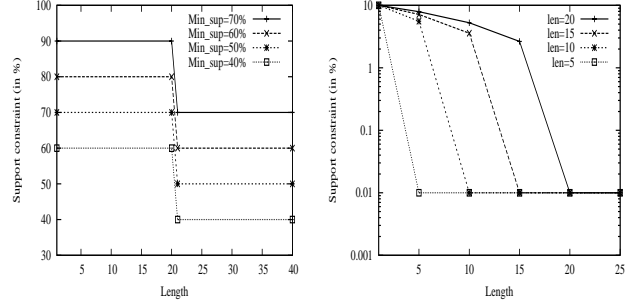 Support constraint (in %)
100
90
80
70
60
50
40
30
Min_sup=70%
Min_sup=60%
Min_sup=50%
Min_sup=40%
5 10 15 20 25 30 35 40
Length
Support constraint (in %)
10
1
0.1
0.01
0.001
len=20
len=15
len=10
len=5
5 10 15 20 25
Length